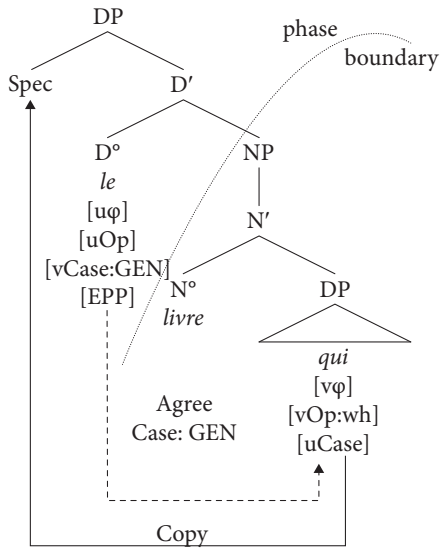 DP
phase
boundary
Spec
D′
D°
NP
le
[uφ]
N′
[uOp]
[vCase:GEN]
N°
DP
[EPP]
livre
qui
[vφ]
Agree
[vOp:wh]
Case: GEN
[uCase]
Copy